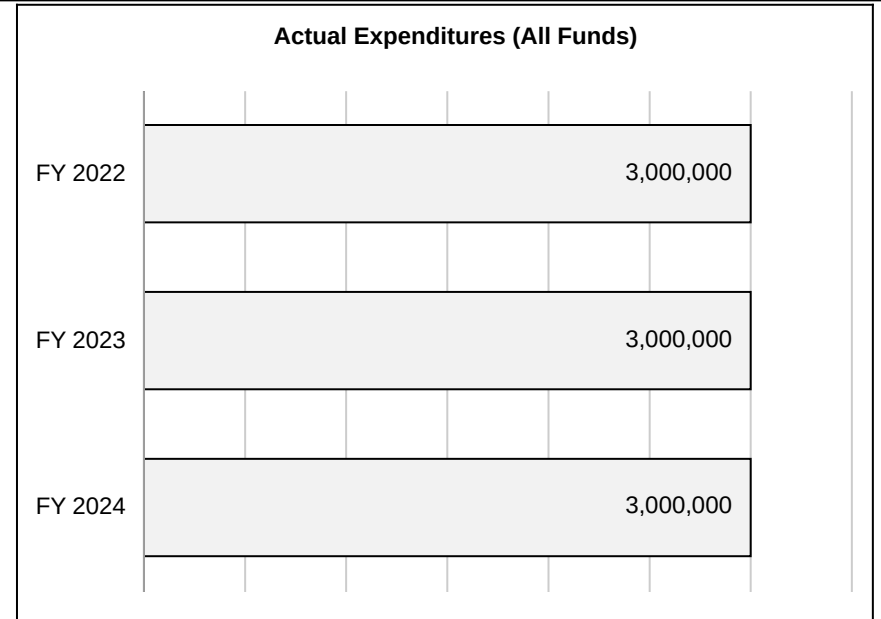 Actual Expenditures (All Funds)
FY 2022 3,000,000
FY 2023 3,000,000
FY 2024 3,000,000